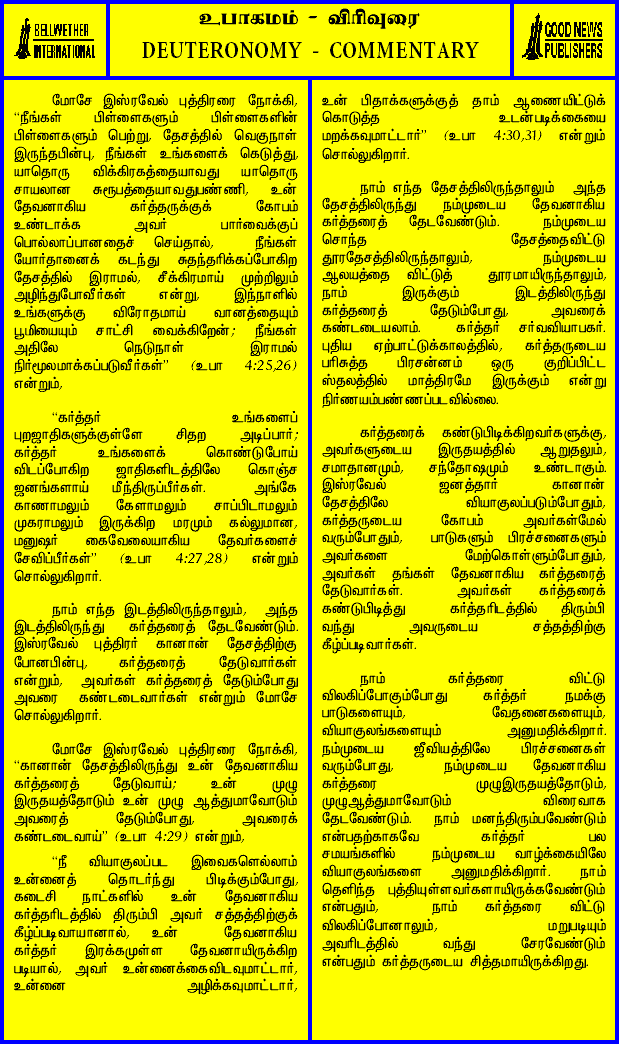 BELLWETHER
INTERNATIONAL
உபாகமம் - விரிவுரை
DEUTERONOMY - COMMENTARY
GOOD NEWS
PUBLISHERS
மோசே இஸ்ரவேல் புத்திரரை நோக்கி,
“நீங்கள் பிள்ளைகளும் பிள்ளைகளின்
பிள்ளைகளும் பெற்று, தேசத்தில் வெகுநாள்
இருந்தபின்பு, நீங்கள் உங்களைக் கெடுத்து,
யாதொரு விக்கிரகத்தையாவது யாதொரு
சாயலான சுரூபத்தையாவதுபண்ணி, உன்
தேவனாகிய கர்த்தருக்குக் கோபம்
உண்டாக்க அவர் பார்வைக்குப்
பொல்லாப்பானதைச் செய்தால், நீங்கள்
யோர்தானைக் கடந்து சுதந்தரிக்கப்போகிற
தேசத்தில் இராமல், சீக்கிரமாய் முற்றிலும்
அழிந்துபோவீர்கள் என்று, இந்நாளில்
உங்களுக்கு விரோதமாய் வானத்தையும்
பூமியையும் சாட்சி வைக்கிறேன்; நீங்கள்
அதிலே நெடுநாள் இராமல்
நிர்மூலமாக்கப்படுவீர்கள்” (உபா 4:25,26)
என்றும்,
“கர்த்தர் உங்களைப்
புறஜாதிகளுக்குள்ளே சிதற அடிப்பார்;
கர்த்தர் உங்களைக் கொண்டுபோய்
விடப்போகிற ஜாதிகளிடத்திலே கொஞ்ச
ஜனங்களாய் மீந்திருப்பீர்கள். அங்கே
காணாமலும் கேளாமலும் சாப்பிடாமலும்
முகராமலும் இருக்கிற மரமும் கல்லுமான,
மனுஷர் கைவேலையாகிய தேவர்களைச்
சேவிப்பீர்கள்” (உபா 4:27,28) என்றும்
சொல்லுகிறார்.
நாம் எந்த இடத்திலிருந்தாலும், அந்த
இடத்திலிருந்து கர்த்தரைத் தேடவேண்டும்.
இஸ்ரவேல் புத்திரர் கானான் தேசத்திற்கு
போனபின்பு, கர்த்தரைத் தேடுவார்கள்
என்றும், அவர்கள் கர்த்தரைத் தேடும்போது
அவரை கண்டடைவார்கள் என்றும் மோசே
சொல்லுகிறார்.
மோசே இஸ்ரவேல் புத்திரரை நோக்கி,
“கானான் தேசத்திலிருந்து உன் தேவனாகிய
கர்த்தரைத் தேடுவாய்; உன் முழு
இருதயத்தோடும் உன் முழு ஆத்துமாவோடும்
அவரைத் தேடும்போது, அவரைக்
கண்டடைவாய்” (உபா 4:29) என்றும்,
“நீ வியாகுலப்பட இவைகளெல்லாம்
உன்னைத் தொடர்ந்து பிடிக்கும்போது,
கடைசி நாட்களில் உன் தேவனாகிய
கர்த்தரிடத்தில் திரும்பி அவர் சத்தத்திற்குக்
கீழ்ப்படிவாயானால், உன் தேவனாகிய
கர்த்தர் இரக்கமுள்ள தேவனாயிருக்கிற
படியால், அவர் உன்னைக்கைவிடவுமாட்டார்,
உன்னை அழிக்கவுமாட்டார்,
உன் பிதாக்களுக்குத் தாம் ஆணையிட்டுக்
கொடுத்த உடன்படிக்கையை
மறக்கவுமாட்டார்” (உபா 4:30,31) என்றும்
சொல்லுகிறார்.
நாம் எந்த தேசத்திலிருந்தாலும் அந்த
தேசத்திலிருந்து நம்முடைய தேவனாகிய
கர்த்தரைத் தேடவேண்டும். நம்முடைய
சொந்த தேசத்தைவிட்டு
தூரதேசத்திலிருந்தாலும், நம்முடைய
ஆலயத்தை விட்டுத் தூரமாயிருந்தாலும்,
நாம் இருக்கும் இடத்திலிருந்து
கர்த்தரைத் தேடும்போது, அவரைக்
கண்டடையலாம். கர்த்தர் சர்வவியாபகர்.
புதிய ஏற்பாட்டுக்காலத்தில், கர்த்தருடைய
பரிசுத்த பிரசன்னம் ஒரு குறிப்பிட்ட
ஸ்தலத்தில் மாத்திரமே இருக்கும் என்று
நிர்ணயம்பண்ணப்படவில்லை.
கர்த்தரைக் கண்டுபிடிக்கிறவர்களுக்கு,
அவர்களுடைய இருதயத்தில் ஆறுதலும்,
சமாதானமும், சந்தோஷமும் உண்டாகும்.
இஸ்ரவேல் ஜனத்தார் கானான்
தேசத்திலே வியாகுலப்படும்போதும்,
கர்த்தருடைய கோபம் அவர்கள்மேல்
வரும்போதும், பாடுகளும் பிரச்சனைகளும்
அவர்களை மேற்கொள்ளும்போதும்,
அவர்கள் தங்கள் தேவனாகிய கர்த்தரைத்
தேடுவார்கள். அவர்கள் கர்த்தரைக்
கண்டுபிடித்து கர்த்தரிடத்தில் திரும்பி
வந்து அவருடைய சத்தத்திற்கு
கீழ்ப்படிவார்கள்.
நாம் கர்த்தரை விட்டு
விலகிப்போகும்போது கர்த்தர் நமக்கு
பாடுகளையும், வேதனைகளையும்,
வியாகுலங்களையும் அனுமதிக்கிறார்.
நம்முடைய ஜீவியத்திலே பிரச்சனைகள்
வரும்போது, நம்முடைய தேவனாகிய
கர்த்தரை முழுஇருதயத்தோடும்,
முழுஆத்துமாவோடும் விரைவாக
தேடவேண்டும். நாம் மனந்திரும்பவேண்டும்
என்பதற்காகவே கர்த்தர் பல
சமயங்களில் நம்முடைய வாழ்க்கையிலே
வியாகுலங்களை அனுமதிக்கிறார். நாம்
தெளிந்த புத்தியுள்ளவர்களாயிருக்கவேண்டும்
என்பதும், நாம் கர்த்தரை விட்டு
விலகிப்போனாலும், மறுபடியும்
அவரிடத்தில் வந்து சேரவேண்டும்
என்பதும் கர்த்தருடைய சித்தமாயிருக்கிறது.